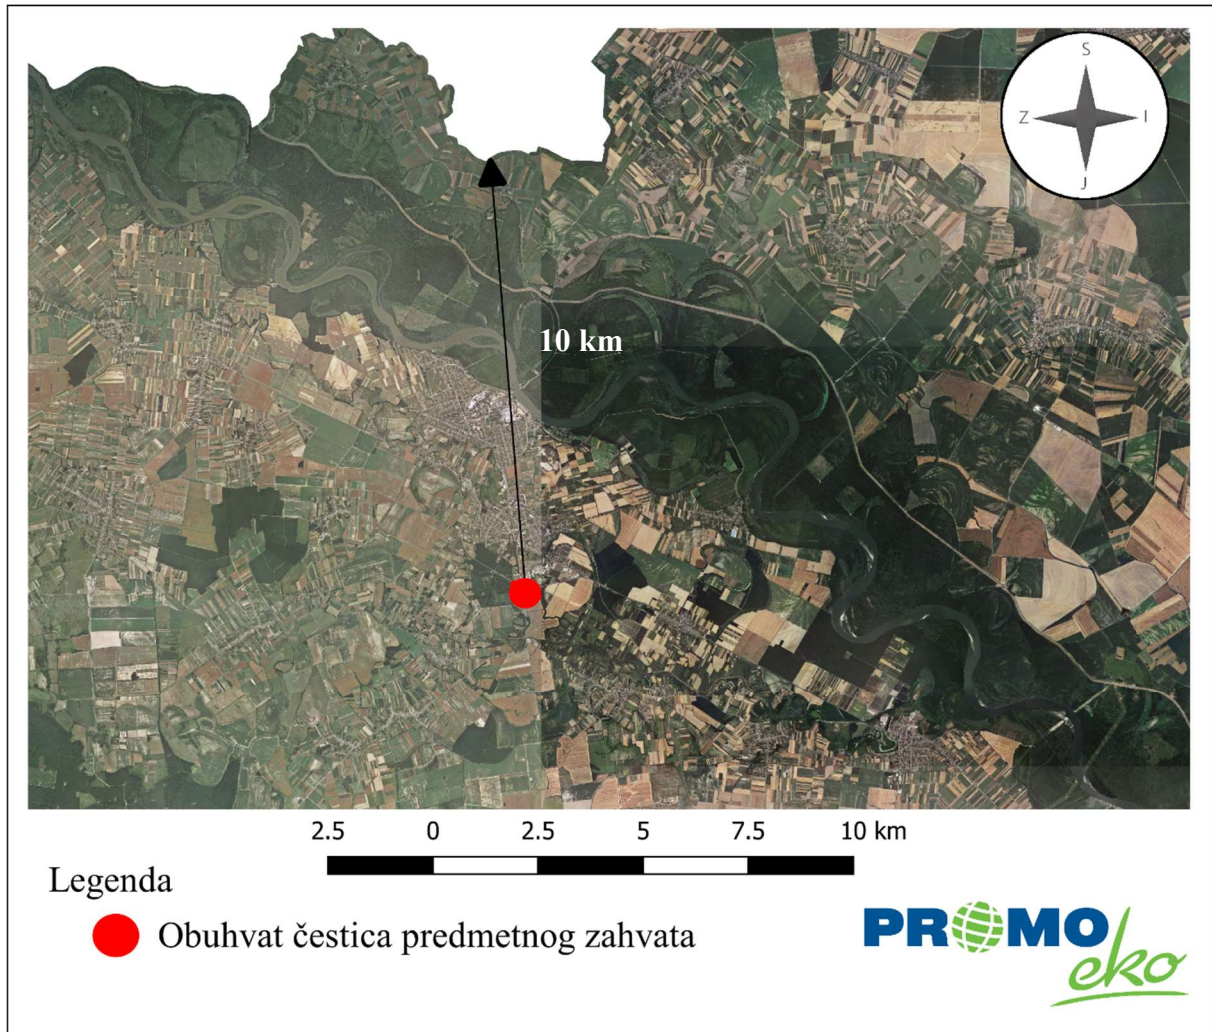 S
Z I
J
10 km
2.5 0 2.5 5 7.5 10 km
Legenda
Obuhvat čestica predmetnog zahvata
PROMO
eko